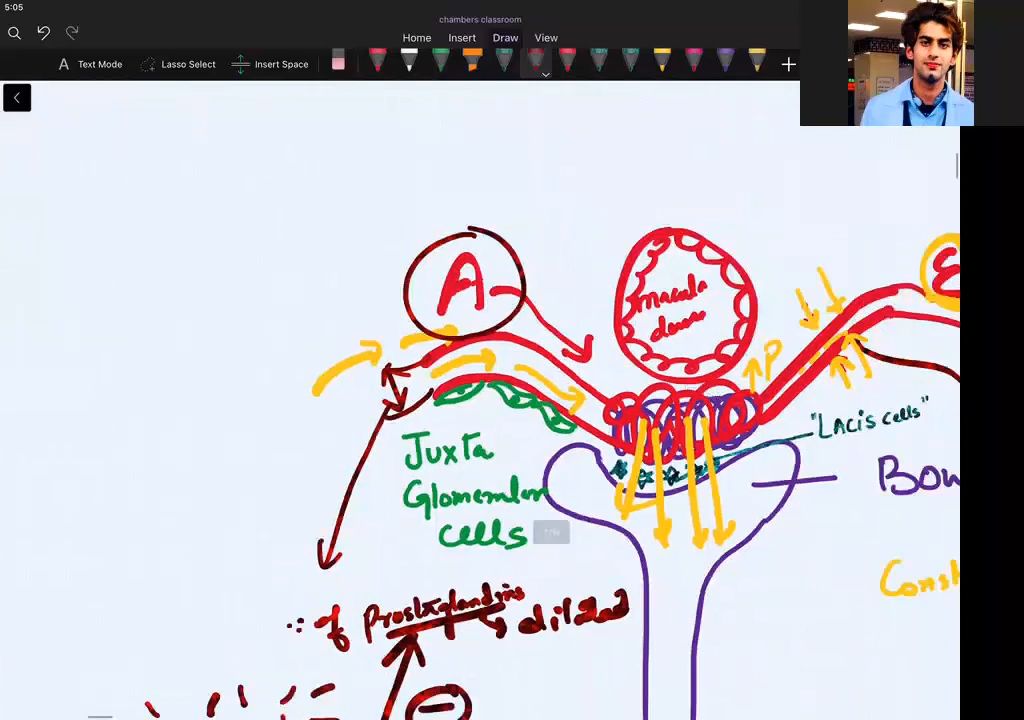 5:05
chambers classroom
Home Insert Draw View
A Text Mode Lasso Select Insert Space
A
macula
densa
E
P
"Lacis cells"
Juxta
Glomerular
cells
Bow
Const
∵ of Prostaglandins
dilated